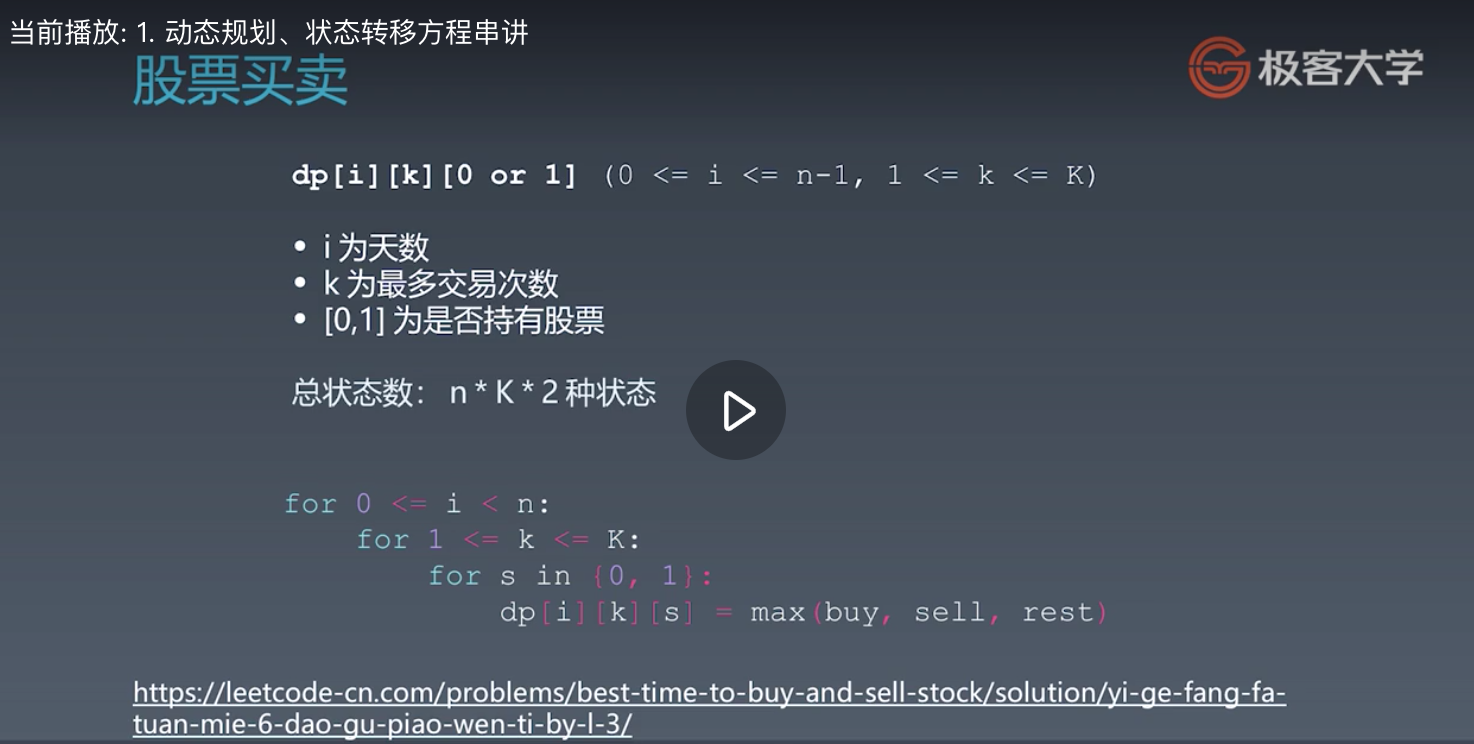 当前播放: 1. 动态规划、状态转移方程串讲
股票买卖
极客大学
dp[i][k][0 or 1] (0 <= i <= n-1, 1 <= k <= K)
• i 为天数
• k 为最多交易次数
• [0,1] 为是否持有股票
总状态数： n * K * 2 种状态
for 0 <= i < n:
    for 1 <= k <= K:
        for s in {0, 1}:
            dp[i][k][s] = max(buy, sell, rest)
https://leetcode-cn.com/problems/best-time-to-buy-and-sell-stock/solution/yi-ge-fang-fa-
tuan-mie-6-dao-gu-piao-wen-ti-by-l-3/